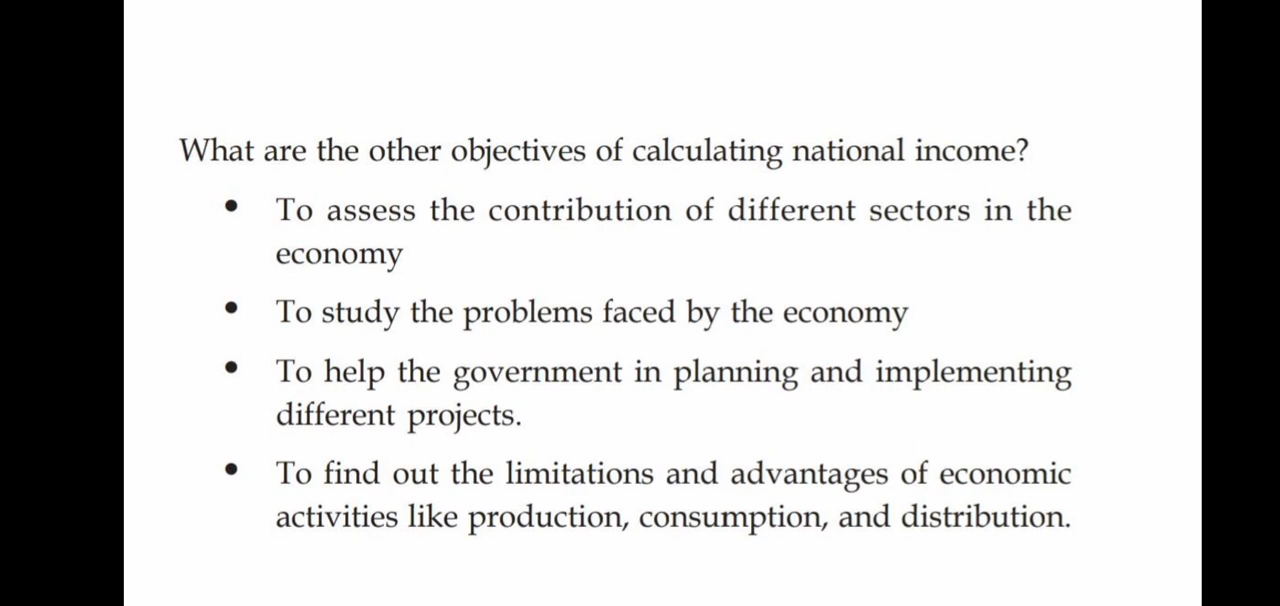 What are the other objectives of calculating national income?
• To assess the contribution of different sectors in the
economy
• To study the problems faced by the economy
• To help the government in planning and implementing
different projects.
• To find out the limitations and advantages of economic
activities like production, consumption, and distribution.